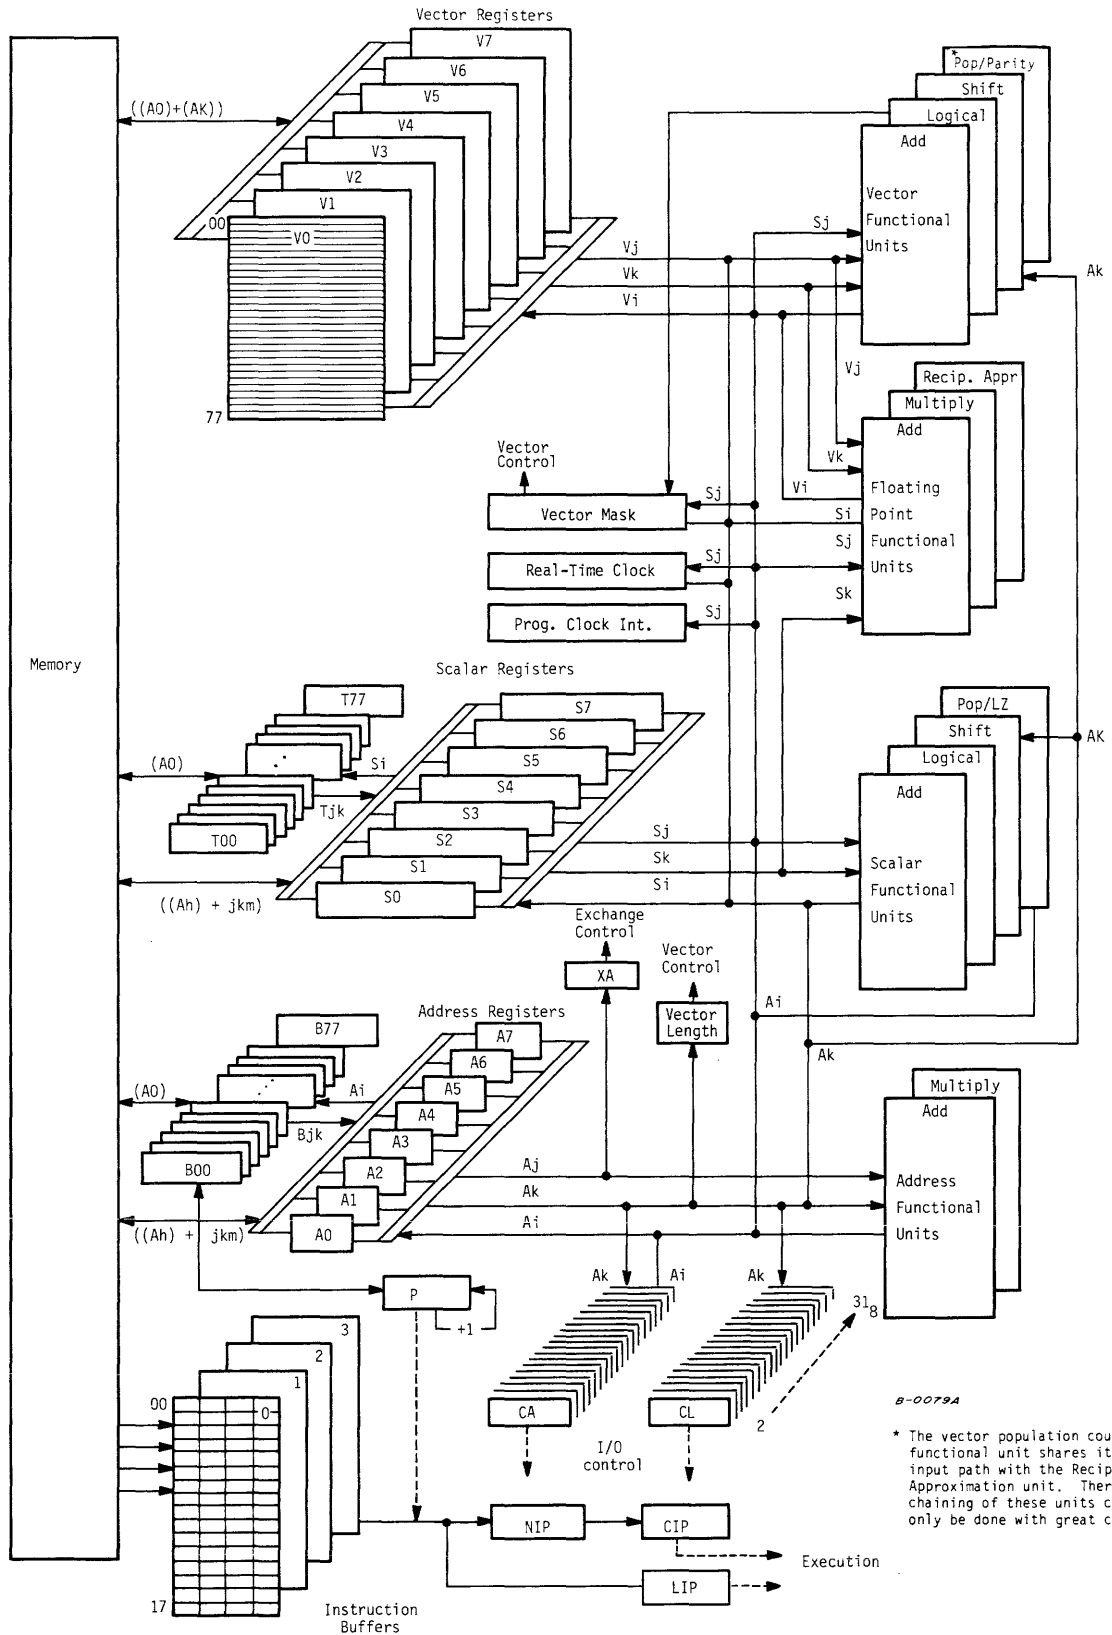 Vector Registers
V7
V6
V5
V4
V3
V2
V1
00
V0
77
((A0)+(AK))
* Pop/Parity
Shift
Logical
Add
Vector
Functional
Units
Sj
Vj
Vk
Vi
Ak
Vj
Recip. Appr
Multiply
Add
Vk
Vi
Floating
Si
Point
Sj
Functional
Units
Sk
Vector
Control
Vector Mask
Sj
Real-Time Clock
Sj
Prog. Clock Int.
Sj
Memory
Scalar Registers
T77
S7
S6
S5
S4
S3
S2
S1
S0
(A0)
Si
Tjk
T00
((Ah) + jkm)
Sj
Sk
Si
Pop/LZ
Shift
Logical
Add
Scalar
Functional
Units
AK
Exchange
Control
XA
Vector
Control
Vector
Length
Ai
Ak
Address Registers
B77
A7
A6
A5
A4
A3
A2
A1
A0
(A0)
Ai
Bjk
B00
((Ah) + jkm)
Aj
Ak
Ai
Multiply
Add
Address
Functional
Units
P
+1
Ak
Ai
Ak
31₈
2
CA
CL
I/O
control
3
2
1
0
00
17
Instruction
Buffers
NIP
CIP
LIP
Execution
B-0079A
* The vector population cou
functional unit shares it
input path with the Recip
Approximation unit. Ther
chaining of these units c
only be done with great c